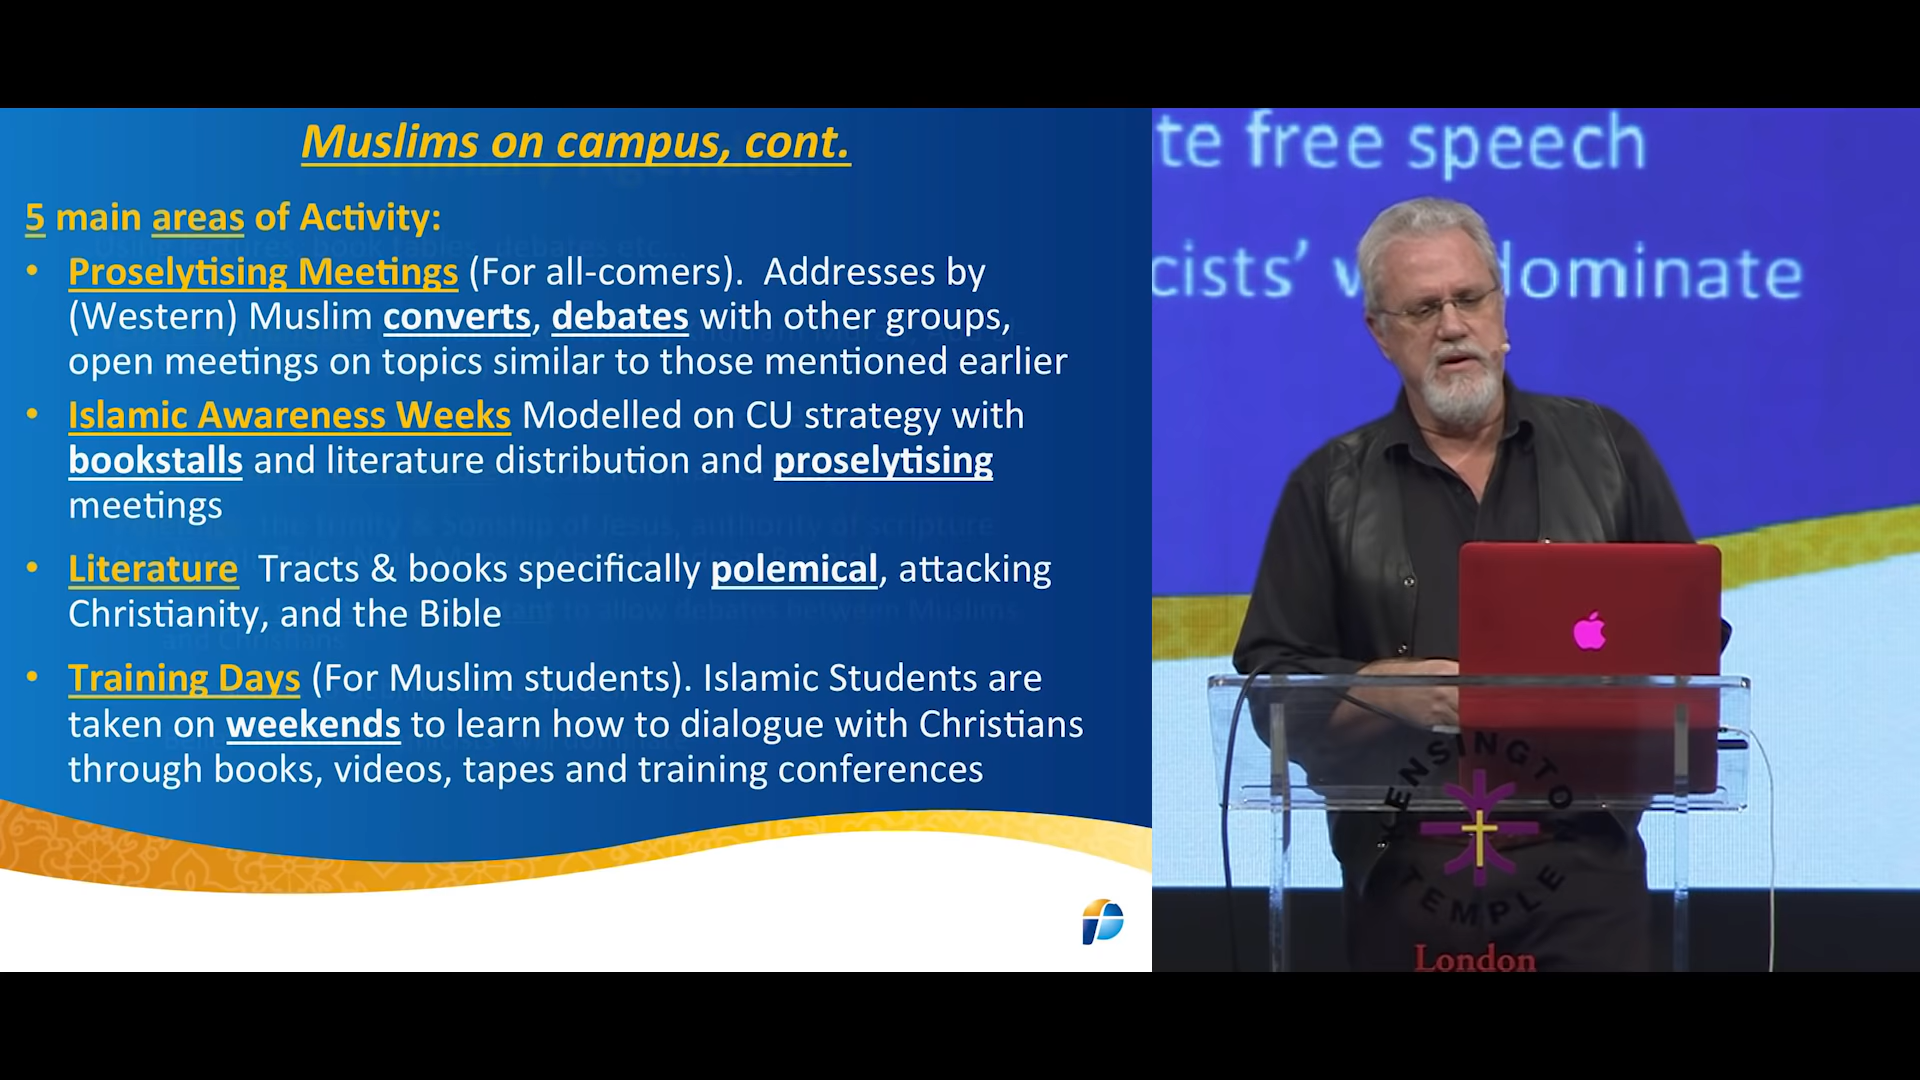 Muslims on campus, cont.
5 main areas of Activity:
• Proselytising Meetings (For all-comers). Addresses by
(Western) Muslim converts, debates with other groups,
open meetings on topics similar to those mentioned earlier
• Islamic Awareness Weeks Modelled on CU strategy with
bookstalls and literature distribution and proselytising
meetings
• Literature Tracts & books specifically polemical, attacking
Christianity, and the Bible
• Training Days (For Muslim students). Islamic Students are
taken on weekends to learn how to dialogue with Christians
through books, videos, tapes and training conferences
te free speech
cists’ w dominate
KENSINGTO
TEMPLE
London